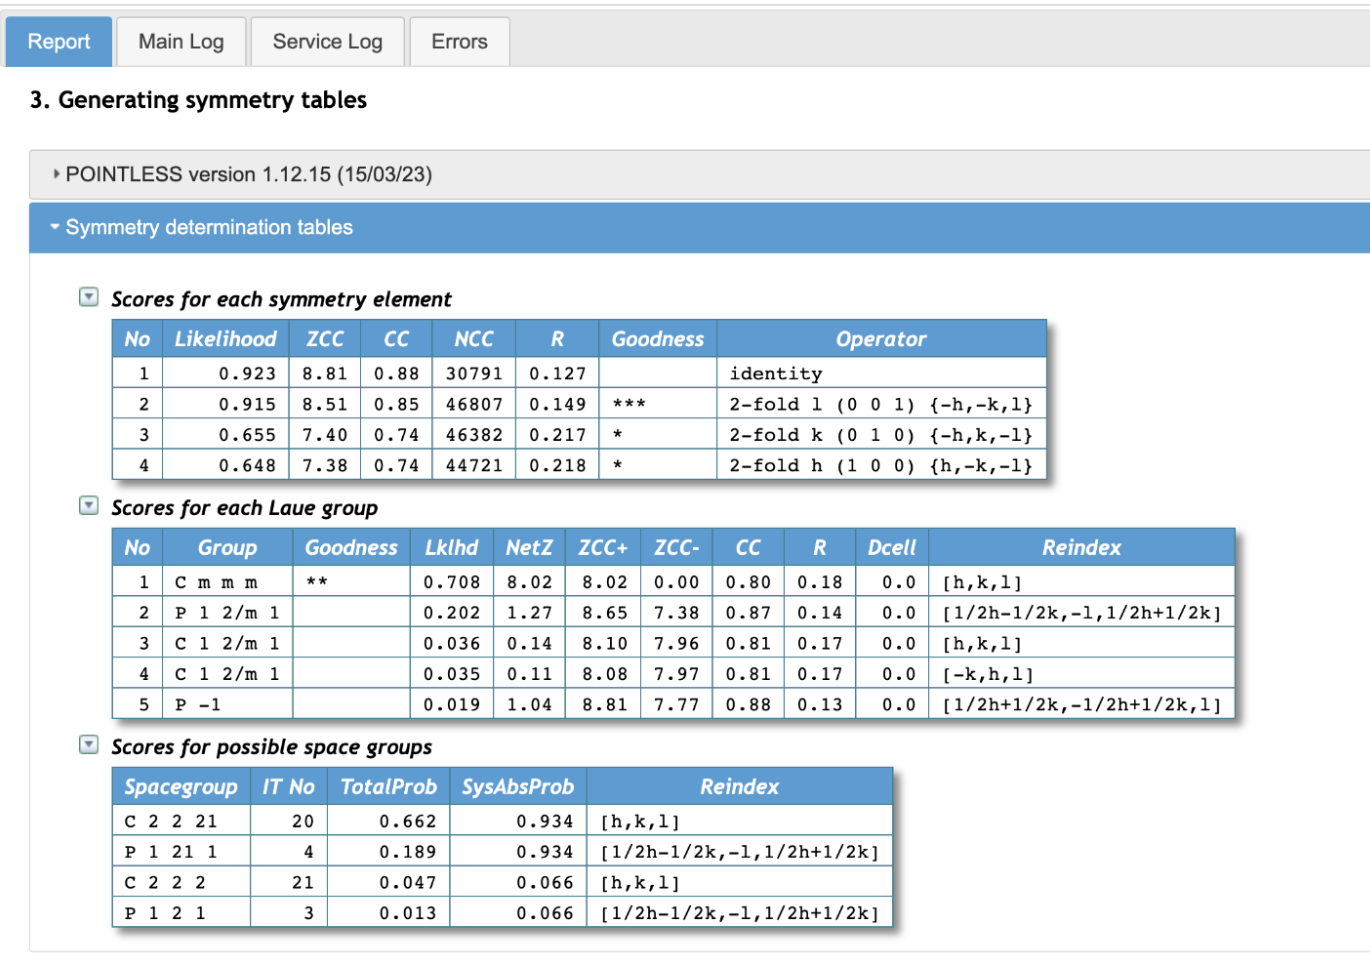 Report Main Log Service Log Errors
3. Generating symmetry tables
POINTLESS version 1.12.15 (15/03/23)
Symmetry determination tables
Scores for each symmetry element
No Likelihood ZCC CC NCC R Goodness Operator
1 0.923 8.81 0.88 30791 0.127 identity
2 0.915 8.51 0.85 46807 0.149 *** 2-fold l (0 0 1) {-h,-k,l}
3 0.655 7.40 0.74 46382 0.217 * 2-fold k (0 1 0) {-h,k,-l}
4 0.648 7.38 0.74 44721 0.218 * 2-fold h (1 0 0) {h,-k,-l}
Scores for each Laue group
No Group Goodness Lklhd NetZ ZCC+ ZCC- CC R Dcell Reindex
1 C m m m ** 0.708 8.02 8.02 0.00 0.80 0.18 0.0 [h,k,l]
2 P 1 2/m 1 0.202 1.27 8.65 7.38 0.87 0.14 0.0 [1/2h-1/2k,-l,1/2h+1/2k]
3 C 1 2/m 1 0.036 0.14 8.10 7.96 0.81 0.17 0.0 [h,k,l]
4 C 1 2/m 1 0.035 0.11 8.08 7.97 0.81 0.17 0.0 [-k,h,l]
5 P -1 0.019 1.04 8.81 7.77 0.88 0.13 0.0 [1/2h+1/2k,-1/2h+1/2k,l]
Scores for possible space groups
Spacegroup IT No TotalProb SysAbsProb Reindex
C 2 2 21 20 0.662 0.934 [h,k,l]
P 1 21 1 4 0.189 0.934 [1/2h-1/2k,-l,1/2h+1/2k]
C 2 2 2 21 0.047 0.066 [h,k,l]
P 1 2 1 3 0.013 0.066 [1/2h-1/2k,-l,1/2h+1/2k]